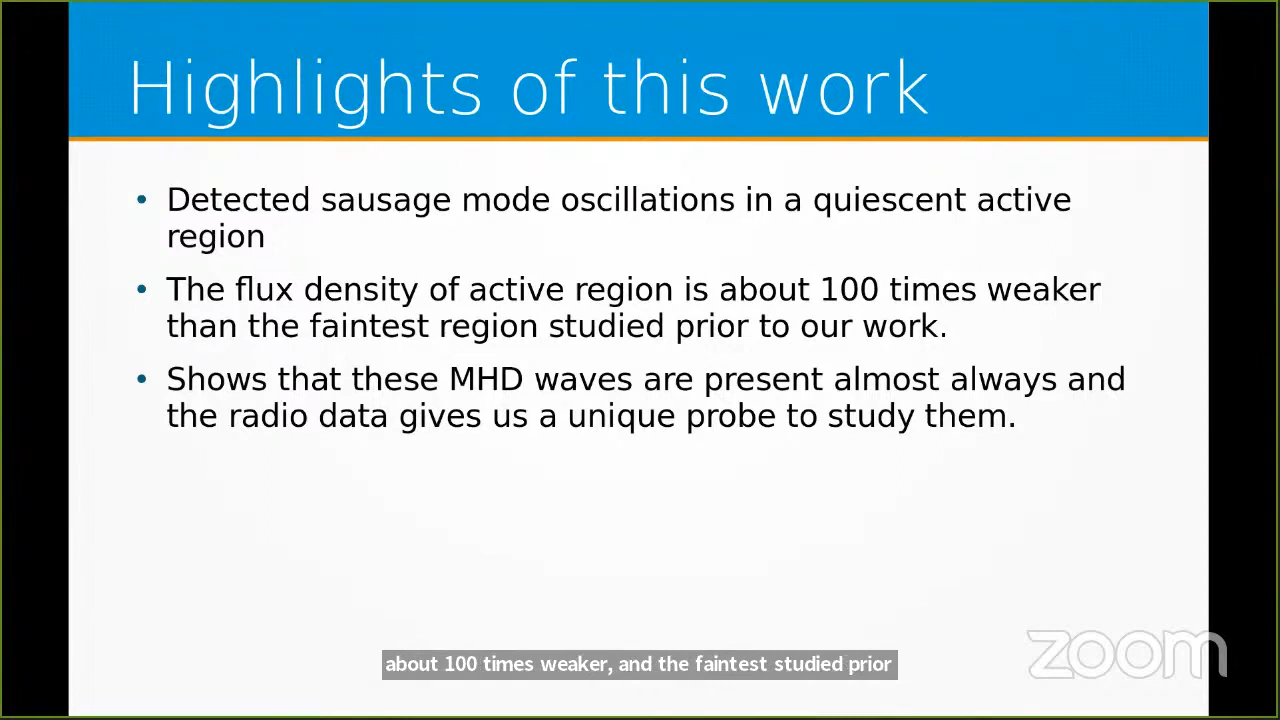 Highlights of this work
• Detected sausage mode oscillations in a quiescent active
region
• The flux density of active region is about 100 times weaker
than the faintest region studied prior to our work.
• Shows that these MHD waves are present almost always and
the radio data gives us a unique probe to study them.
about 100 times weaker, and the faintest studied prior
zoom